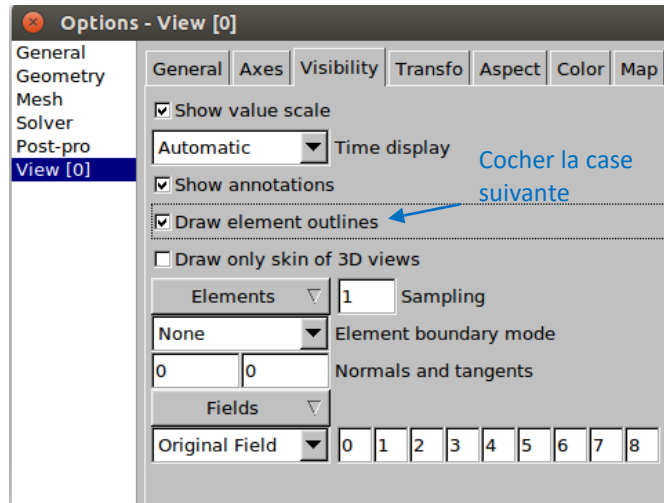 Options - View [0]
General
Geometry
Mesh
Solver
Post-pro
View [0]
General Axes Visibility Transfo Aspect Color Map
Show value scale
Automatic Time display
Cocher la case
suivante
Show annotations
Draw element outlines
Draw only skin of 3D views
Elements 1 Sampling
None Element boundary mode
0 0 Normals and tangents
Fields
Original Field 0 1 2 3 4 5 6 7 8